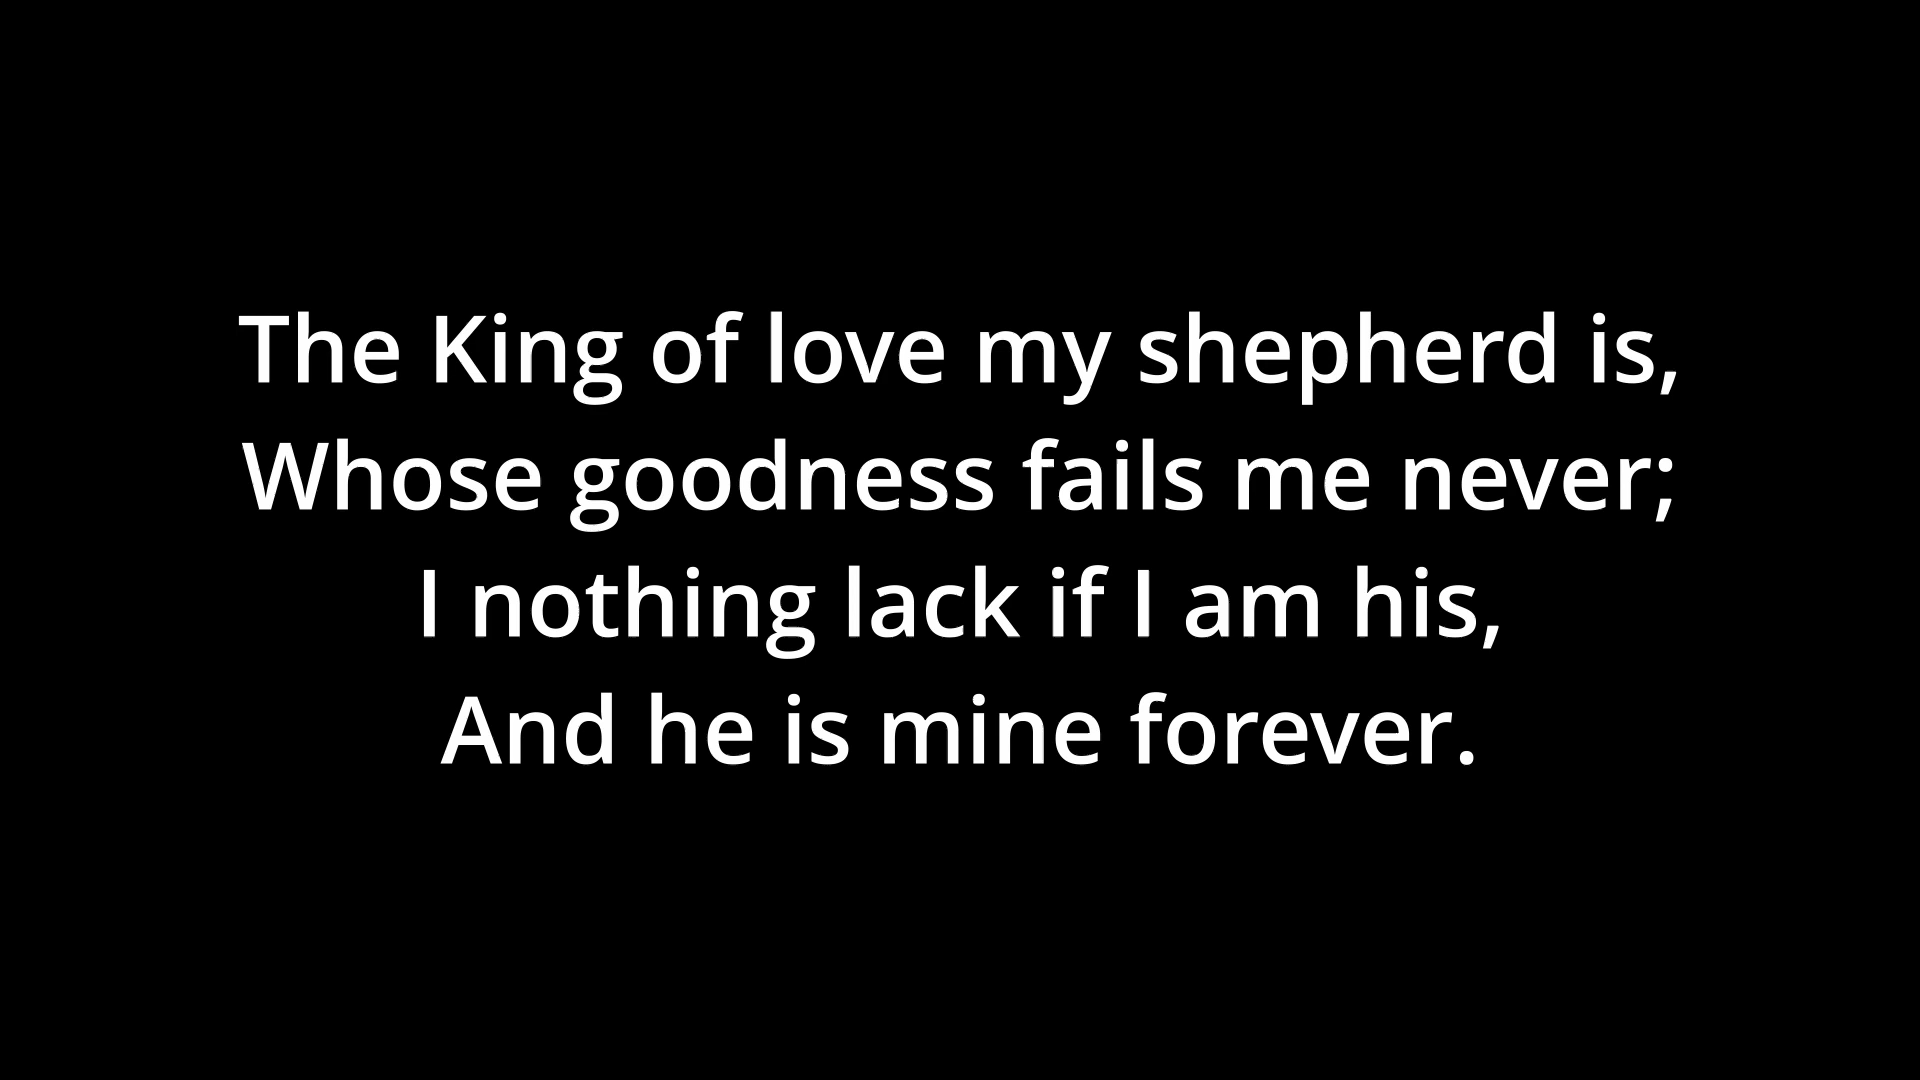 The King of love my shepherd is,
Whose goodness fails me never;
I nothing lack if I am his,
And he is mine forever.